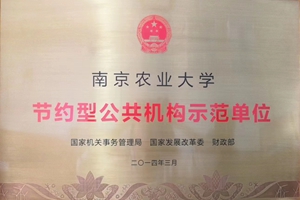 南京农业大学
节约型公共机构示范单位
国家机关事务管理局 国家发展改革委 财政部
二〇一四年三月